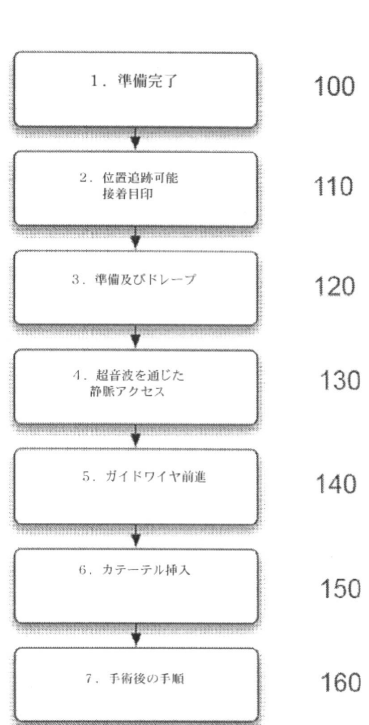 1. 準備完了
100
2. 位置追跡可能
接着目印
110
3. 準備及びドレープ
120
4. 超音波を通じた
静脈アクセス
130
5. ガイドワイヤ前進
140
6. カテーテル挿入
150
7. 手術後の手順
160